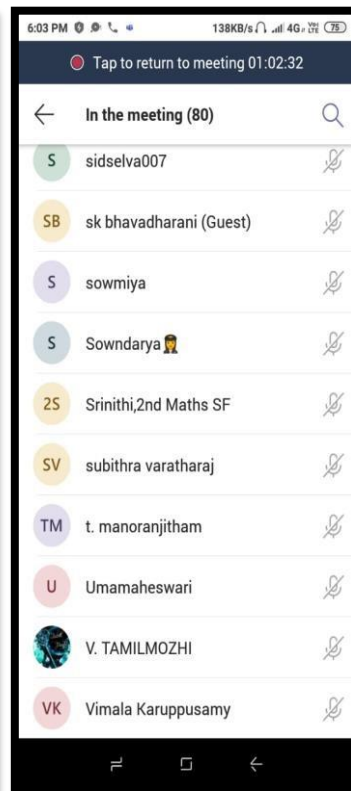 6:03 PM 138KB/s 4G+ Vo) LTE 75
Tap to return to meeting 01:02:32
In the meeting (80)
S sidselva007
SB sk bhavadharani (Guest)
S sowmiya
S Sowndarya👩‍✈️
2S Srinithi,2nd Maths SF
SV subithra varatharaj
TM t. manoranjitham
U Umamaheswari
V. TAMILMOZHI
VK Vimala Karuppusamy